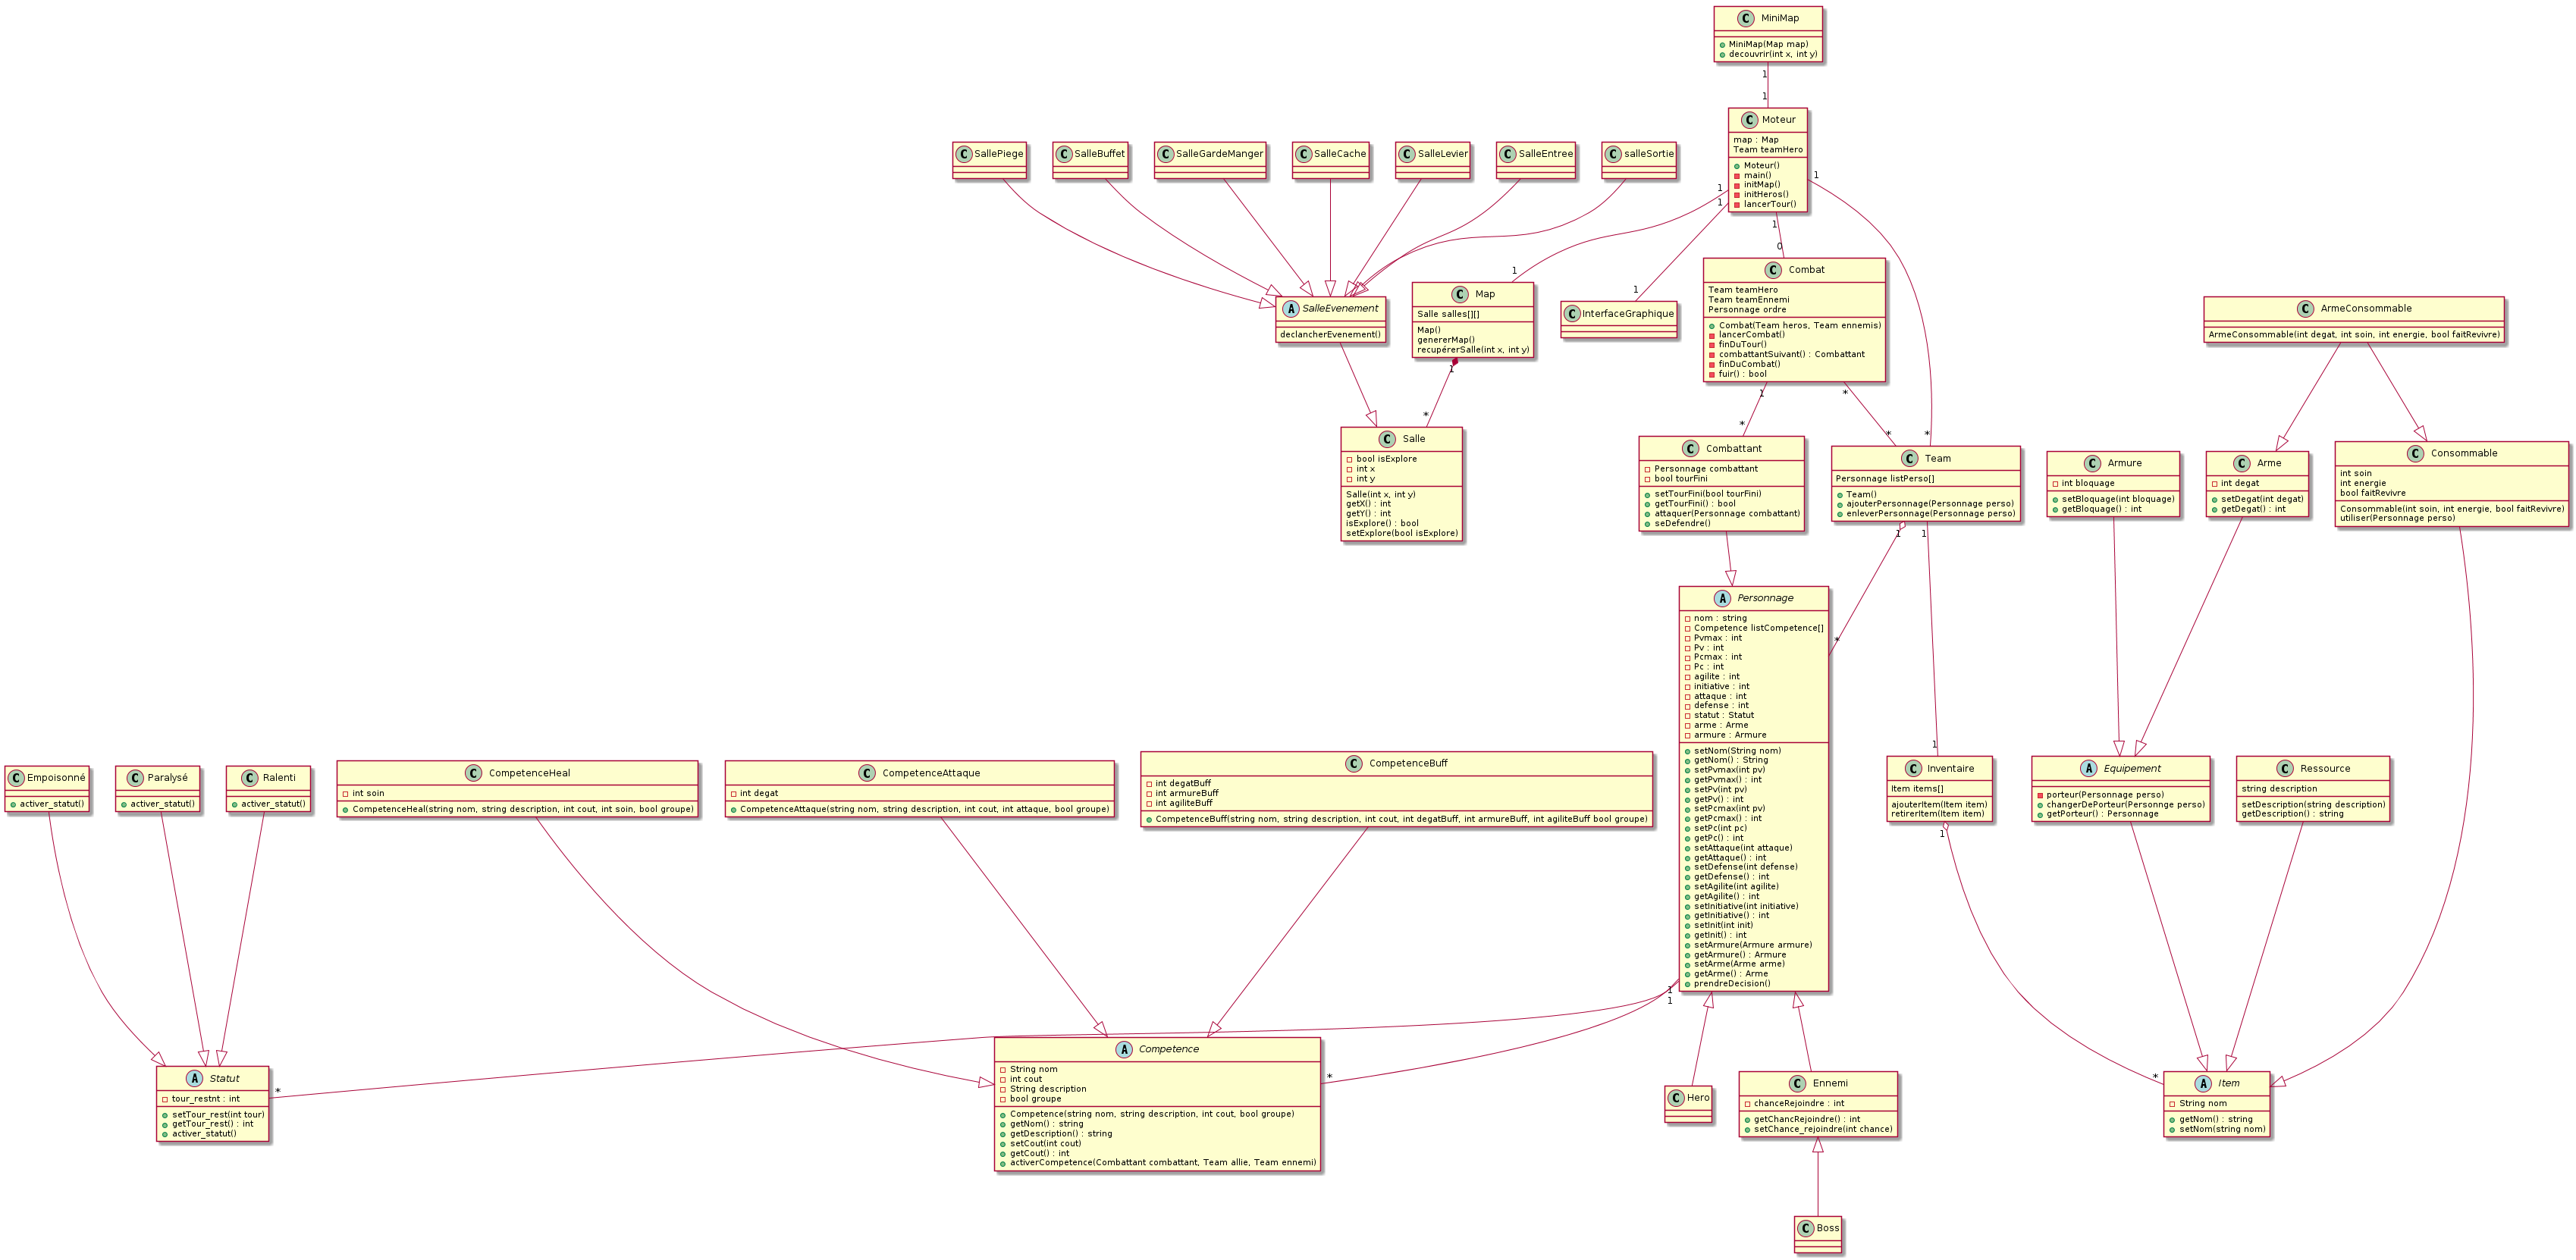 MiniMap
MiniMap(Map map)
decouvrir(int x, int y)
1
1
Moteur
map : Map
Team teamHero
Moteur()
main()
initMap()
initHeros()
lancerTour()
1
1
1
1
SallePiege
SalleBuffet
SalleGardeManger
SalleCache
SalleLevier
SalleEntree
salleSortie
SalleEvenement
declancherEvenement()
1
Map
Salle salles[][]
Map()
genererMap()
recupérerSalle(int x, int y)
1
*
1
InterfaceGraphique
0
Combat
Team teamHero
Team teamEnnemi
Personnage ordre
Combat(Team heros, Team ennemis)
lancerCombat()
finDuTour()
combattantSuivant() : Combattant
finDuCombat()
fuir() : bool
1
*
*
*
*
ArmeConsommable
ArmeConsommable(int degat, int soin, int energie, bool faitRevivre)
Salle
bool isExplore
int x
int y
Salle(int x, int y)
getX() : int
getY() : int
isExplore() : bool
setExplore(bool isExplore)
Combattant
Personnage combattant
bool tourFini
setTourFini(bool tourFini)
getTourFini() : bool
attaquer(Personnage combattant)
seDefendre()
Team
Personnage listPerso[]
Team()
ajouterPersonnage(Personnage perso)
enleverPersonnage(Personnage perso)
1
1
*
1
Armure
int bloquage
setBloquage(int bloquage)
getBloquage() : int
Arme
int degat
setDegat(int degat)
getDegat() : int
Consommable
int soin
int energie
bool faitRevivre
Consommable(int soin, int energie, bool faitRevivre)
utiliser(Personnage perso)
Personnage
nom : string
Competence listCompetence[]
Pvmax : int
Pv : int
Pcmax : int
Pc : int
agilite : int
initiative : int
attaque : int
defense : int
statut : Statut
arme : Arme
armure : Armure
setNom(String nom)
getNom() : String
setPvmax(int pv)
getPvmax() : int
setPv(int pv)
getPv() : int
setPcmax(int pv)
getPcmax() : int
setPc(int pc)
getPc() : int
setAttaque(int attaque)
getAttaque() : int
setDefense(int defense)
getDefense() : int
setAgilite(int agilite)
getAgilite() : int
setInitiative(int initiative)
getInitiative() : int
setInit(int init)
getInit() : int
setArmure(Armure armure)
getArmure() : Armure
setArme(Arme arme)
getArme() : Arme
prendreDecision()
1
1
Empoisonné
activer_statut()
Paralysé
activer_statut()
Ralenti
activer_statut()
CompetenceHeal
int soin
CompetenceHeal(string nom, string description, int cout, int soin, bool groupe)
CompetenceAttaque
int degat
CompetenceAttaque(string nom, string description, int cout, int attaque, bool groupe)
CompetenceBuff
int degatBuff
int armureBuff
int agiliteBuff
CompetenceBuff(string nom, string description, int cout, int degatBuff, int armureBuff, int agiliteBuff bool groupe)
Inventaire
Item items[]
ajouterItem(Item item)
retirerItem(Item item)
1
*
Equipement
porteur(Personnage perso)
changerDePorteur(Personnge perso)
getPorteur() : Personnage
Ressource
string description
setDescription(string description)
getDescription() : string
Statut
tour_restnt : int
setTour_rest(int tour)
getTour_rest() : int
activer_statut()
*
Competence
String nom
int cout
String description
bool groupe
Competence(string nom, string description, int cout, bool groupe)
getNom() : string
getDescription() : string
setCout(int cout)
getCout() : int
activerCompetence(Combattant combattant, Team allie, Team ennemi)
*
Hero
Ennemi
chanceRejoindre : int
getChancRejoindre() : int
setChance_rejoindre(int chance)
Item
String nom
getNom() : string
setNom(string nom)
Boss